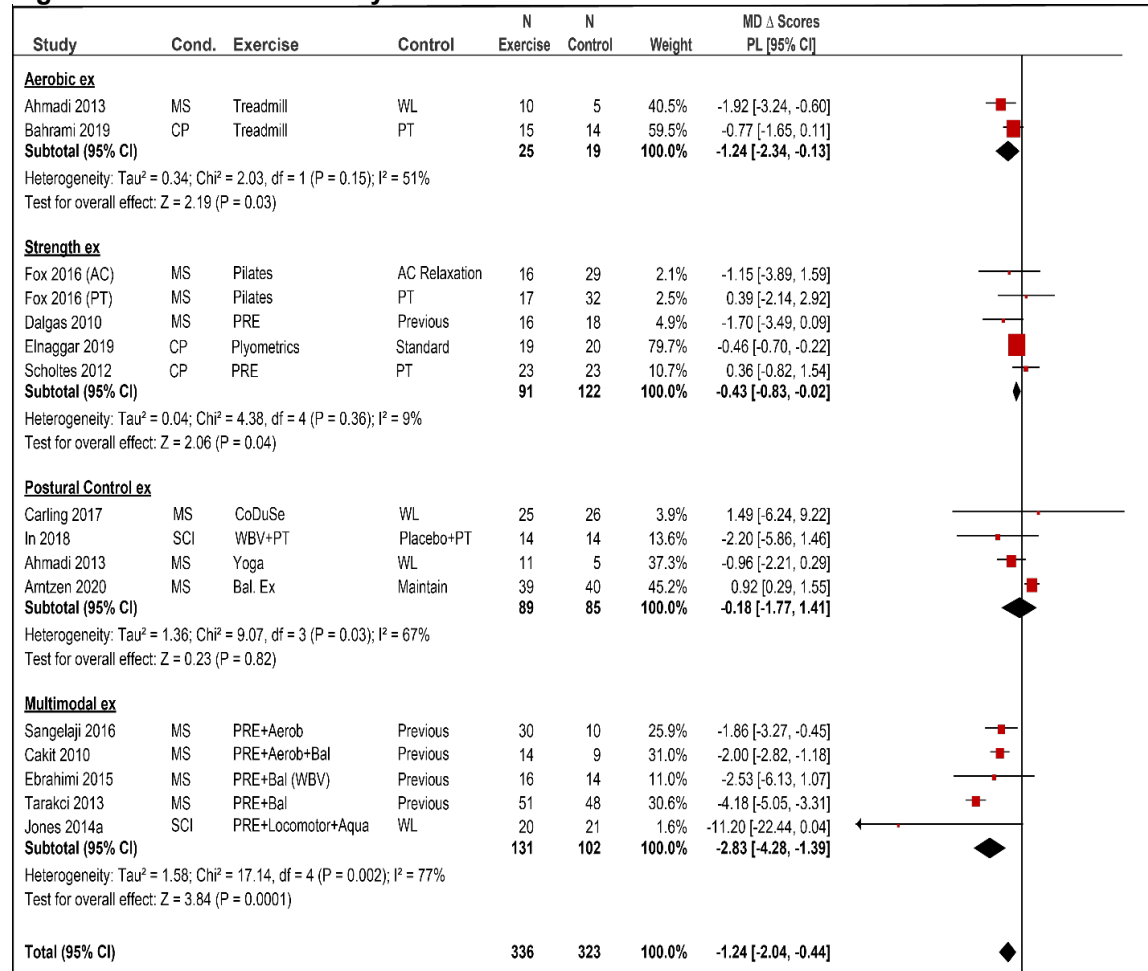 N N MD Δ Scores
Study Cond. Exercise Control Exercise Control Weight PL [95% CI]
Aerobic ex
Ahmadi 2013 MS Treadmill WL 10 5 40.5% -1.92 [-3.24, -0.60]
Bahrami 2019 CP Treadmill PT 15 14 59.5% -0.77 [-1.65, 0.11]
Subtotal (95% CI) 25 19 100.0% -1.24 [-2.34, -0.13]
Heterogeneity: Tau² = 0.34; Chi² = 2.03, df = 1 (P = 0.15); I² = 51%
Test for overall effect: Z = 2.19 (P = 0.03)
Strength ex
Fox 2016 (AC) MS Pilates AC Relaxation 16 29 2.1% -1.15 [-3.89, 1.59]
Fox 2016 (PT) MS Pilates PT 17 32 2.5% 0.39 [-2.14, 2.92]
Dalgas 2010 MS PRE Previous 16 18 4.9% -1.70 [-3.49, 0.09]
Elnaggar 2019 CP Plyometrics Standard 19 20 79.7% -0.46 [-0.70, -0.22]
Scholtes 2012 CP PRE PT 23 23 10.7% 0.36 [-0.82, 1.54]
Subtotal (95% CI) 91 122 100.0% -0.43 [-0.83, -0.02]
Heterogeneity: Tau² = 0.04; Chi² = 4.38, df = 4 (P = 0.36); I² = 9%
Test for overall effect: Z = 2.06 (P = 0.04)
Postural Control ex
Carling 2017 MS CoDuSe WL 25 26 3.9% 1.49 [-6.24, 9.22]
In 2018 SCI WBV+PT Placebo+PT 14 14 13.6% -2.20 [-5.86, 1.46]
Ahmadi 2013 MS Yoga WL 11 5 37.3% -0.96 [-2.21, 0.29]
Arntzen 2020 MS Bal. Ex Maintain 39 40 45.2% 0.92 [0.29, 1.55]
Subtotal (95% CI) 89 85 100.0% -0.18 [-1.77, 1.41]
Heterogeneity: Tau² = 1.36; Chi² = 9.07, df = 3 (P = 0.03); I² = 67%
Test for overall effect: Z = 0.23 (P = 0.82)
Multimodal ex
Sangelaji 2016 MS PRE+Aerob Previous 30 10 25.9% -1.86 [-3.27, -0.45]
Cakit 2010 MS PRE+Aerob+Bal Previous 14 9 31.0% -2.00 [-2.82, -1.18]
Ebrahimi 2015 MS PRE+Bal (WBV) Previous 16 14 11.0% -2.53 [-6.13, 1.07]
Tarakci 2013 MS PRE+Bal Previous 51 48 30.6% -4.18 [-5.05, -3.31]
Jones 2014a SCI PRE+Locomotor+Aqua WL 20 21 1.6% -11.20 [-22.44, 0.04]
Subtotal (95% CI) 131 102 100.0% -2.83 [-4.28, -1.39]
Heterogeneity: Tau² = 1.58; Chi² = 17.14, df = 4 (P = 0.002); I² = 77%
Test for overall effect: Z = 3.84 (P = 0.0001)
Total (95% CI) 336 323 100.0% -1.24 [-2.04, -0.44]